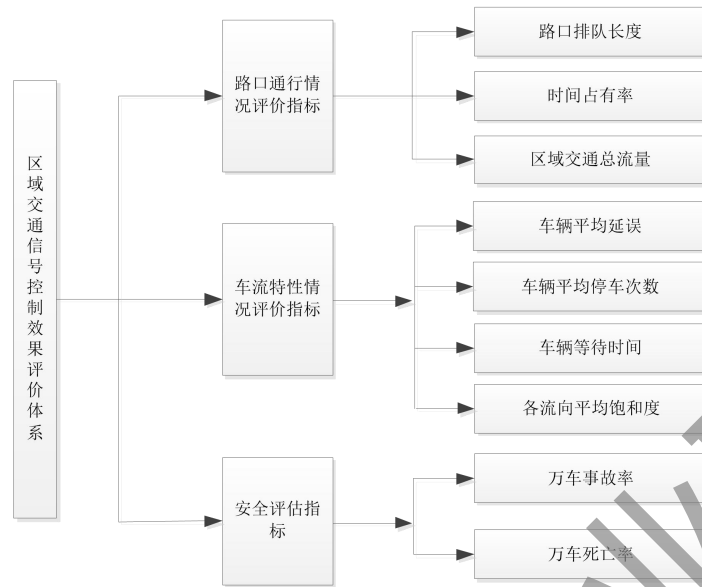 区域交通信号控制效果评价体系
路口通行情
况评价指标
路口排队长度
时间占有率
区域交通总流量
车流特性情
况评价指标
车辆平均延误
车辆平均停车次数
车辆等待时间
各流向平均饱和度
安全评估指
标
万车事故率
万车死亡率